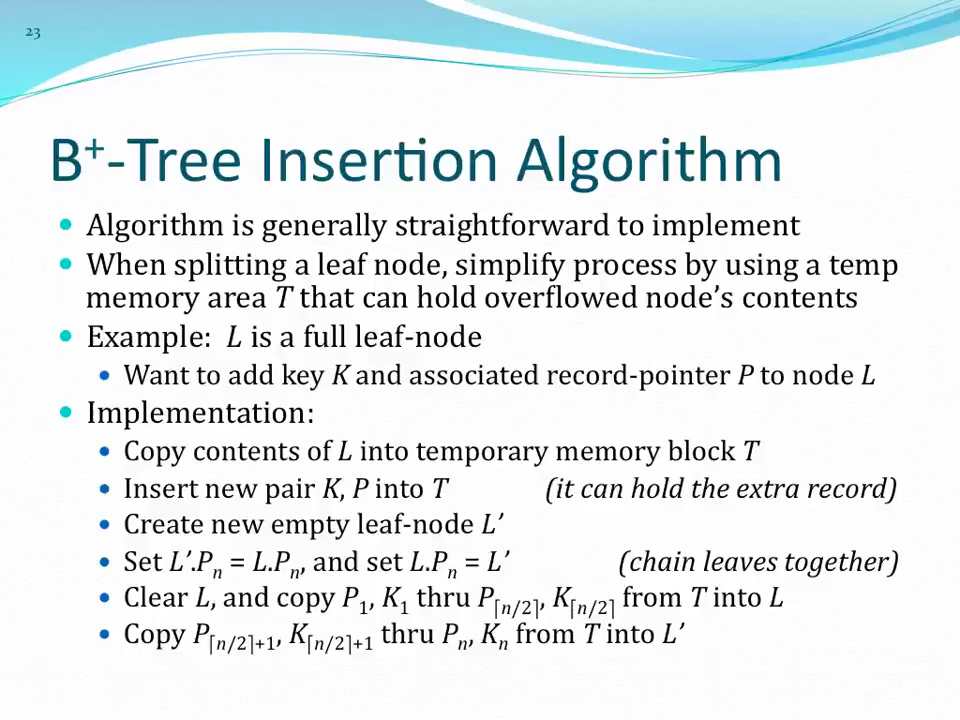 23
B⁺-Tree Insertion Algorithm
• Algorithm is generally straightforward to implement
• When splitting a leaf node, simplify process by using a temp
memory area T that can hold overflowed node’s contents
• Example: L is a full leaf-node
• Want to add key K and associated record-pointer P to node L
• Implementation:
• Copy contents of L into temporary memory block T
• Insert new pair K, P into T (it can hold the extra record)
• Create new empty leaf-node L’
• Set L’.Pₙ = L.Pₙ, and set L.Pₙ = L’ (chain leaves together)
• Clear L, and copy P₁, K₁ thru P⌈n/2⌉, K⌈n/2⌉ from T into L
• Copy P⌈n/2⌉+1, K⌈n/2⌉+1 thru Pₙ, Kₙ from T into L’